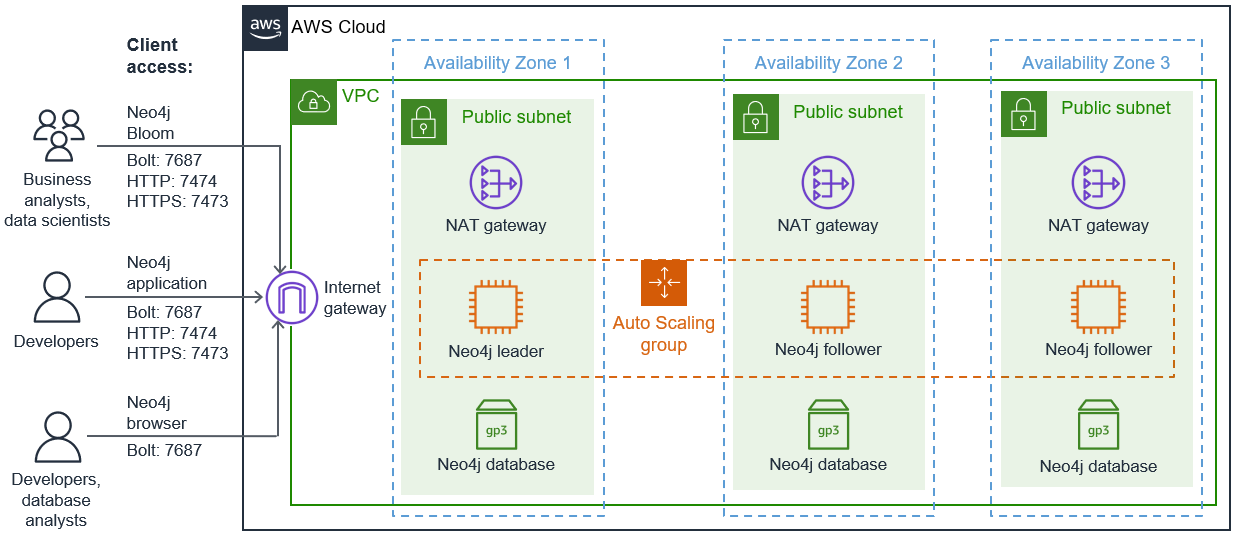 aws
AWS Cloud
Client
access:
Neo4j
Bloom
Bolt: 7687
HTTP: 7474
HTTPS: 7473
Business
analysts,
data scientists
Neo4j
application
Bolt: 7687
HTTP: 7474
HTTPS: 7473
Developers
Neo4j
browser
Bolt: 7687
Developers,
database
analysts
Internet
gateway
VPC
Availability Zone 1
Public subnet
NAT gateway
Neo4j leader
gp3
Neo4j database
Auto Scaling
group
Availability Zone 2
Public subnet
NAT gateway
Neo4j follower
gp3
Neo4j database
Availability Zone 3
Public subnet
NAT gateway
Neo4j follower
gp3
Neo4j database